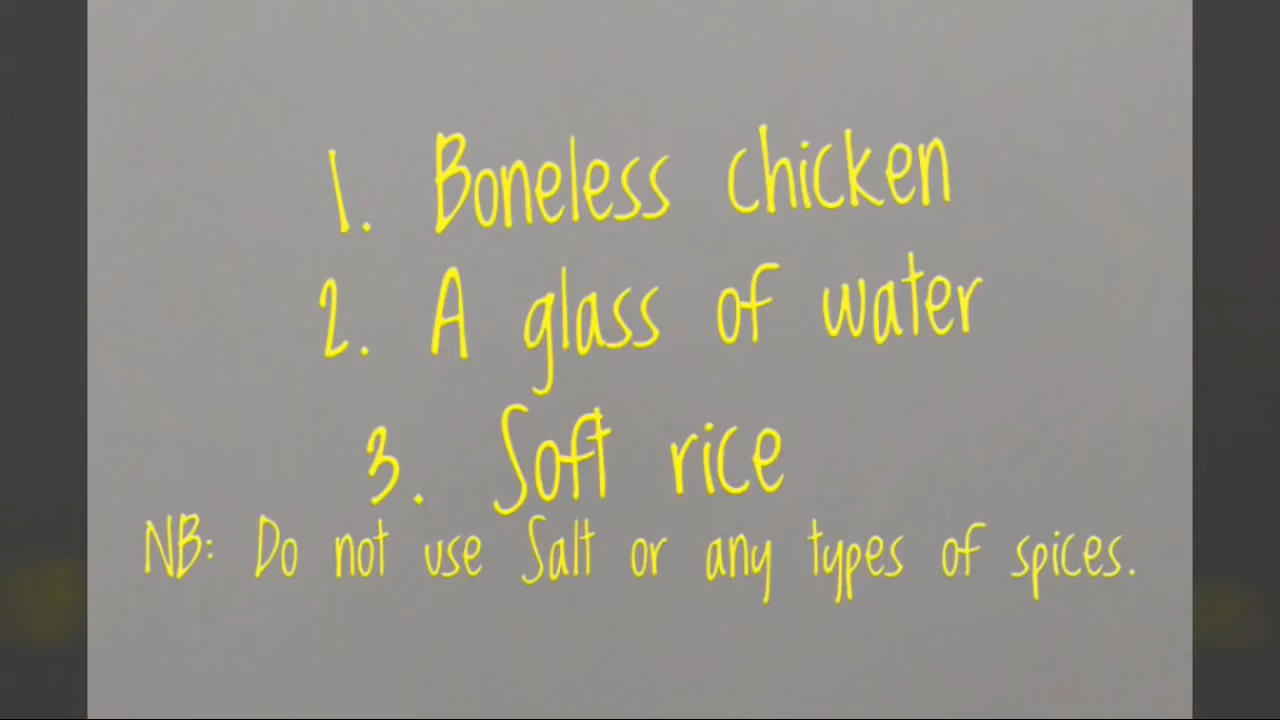 1. Boneless chicken
2. A glass of water
3. Soft rice
NB: Do not use Salt or any types of spices.